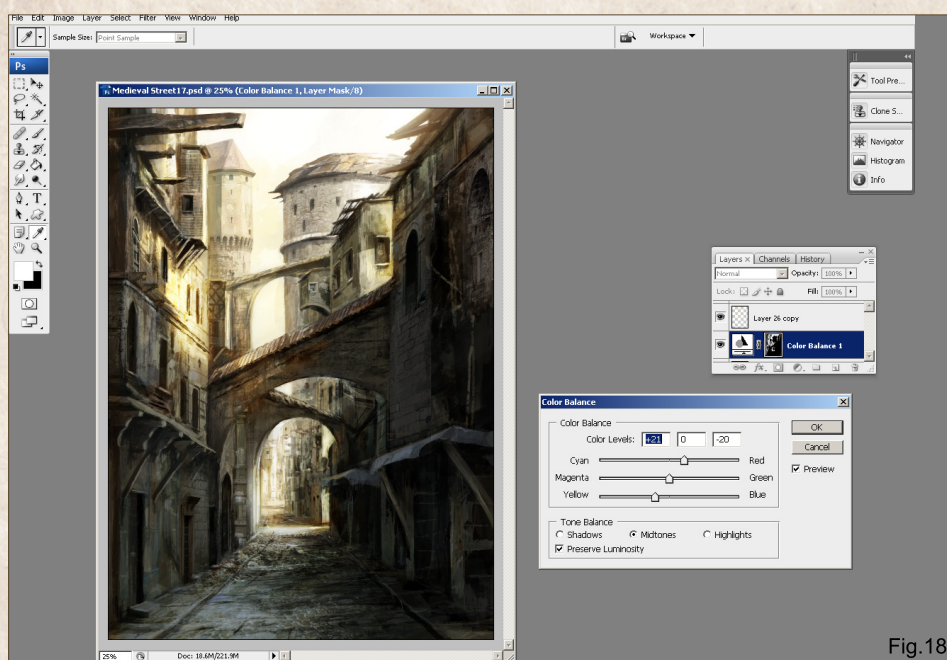 File Edit Image Layer Select Filter View Window Help
Sample Size: Point Sample
Workspace
Ps
Medieval Street17.psd @ 25% (Color Balance 1, Layer Mask/8)
Tool Pre...
Clone S...
Navigator
Histogram
Info
T
Layers x Channels History
Normal Opacity: 100%
Lock: Fill: 100%
Layer 26 copy
Color Balance 1
fx.
Color Balance
Color Balance
Color Levels: +21 0 -20
OK
Cyan Red
Cancel
Magenta Green
Preview
Yellow Blue
Tone Balance
Shadows Midtones Highlights
Preserve Luminosity
25% Doc: 18.6M/221.9M
Fig.18